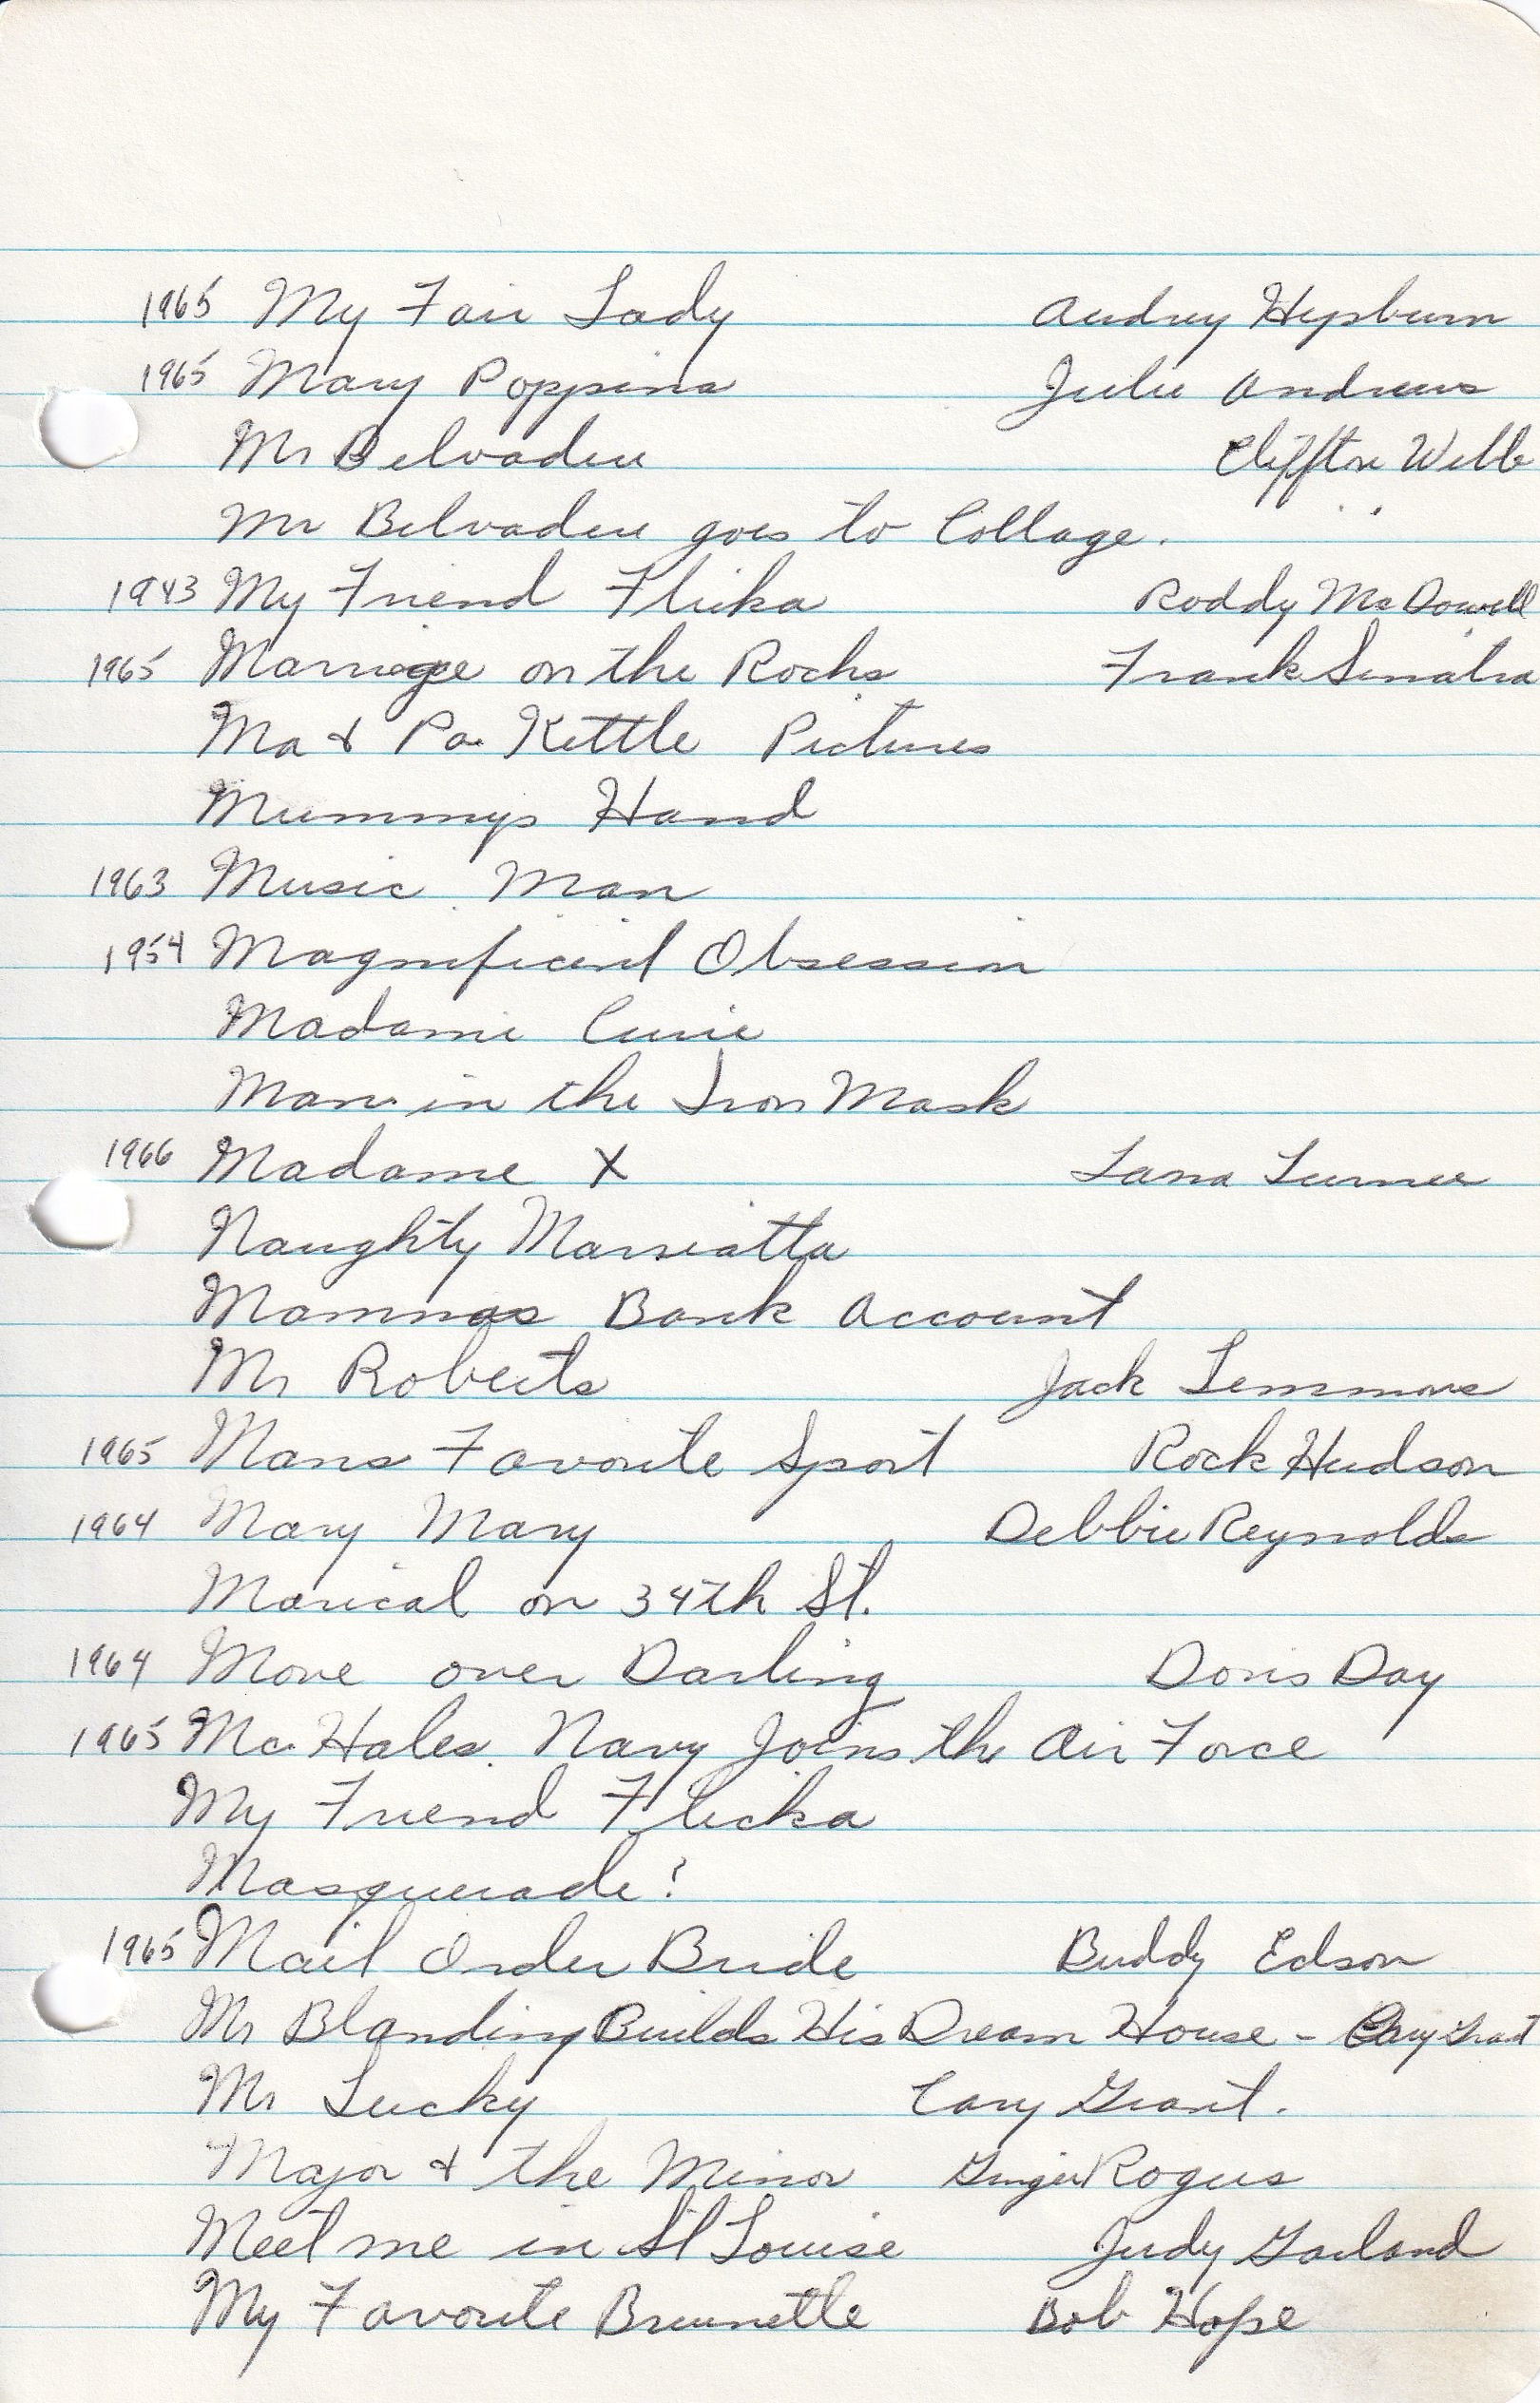 1965 My Fair Lady Audrey Hepburn
1965 Mary Poppins Julie Andrews
Mr Belvadere Cliffton Webb
Mr Belvadere goes to Collage. " "
1943 My Friend Flicka Roddy McDowell
1965 Marriage on the Rocks Frank Sinatra
Ma & Pa Kettle Pictures
Mummys Hand
1963 Music Man
1954 Magnificent Obsession
Madame Curie
Man in the Iron Mask
1966 Madame X Lana Turner
Naughty Marriatta
Mommas Bank Account
Mr Roberts Jack Lemmone
1965 Mans Favorite Sport Rock Hudson
1964 Mary Mary Debbie Reynolds
Marical on 34th St.
1964 Move over Darling Doris Day
1965 Mc Hales Navy Joins the Air Force
My Friend Flicka
Masquerade?
1965 Mail Order Bride Buddy Edson
Mr Blanding Builds His Dream House - Cary Grant
Mr Lucky Cary Grant.
Major & the Minor Ginger Rogers
Meet me in St Louise Judy Garland
My Favorite Brunette Bob Hope